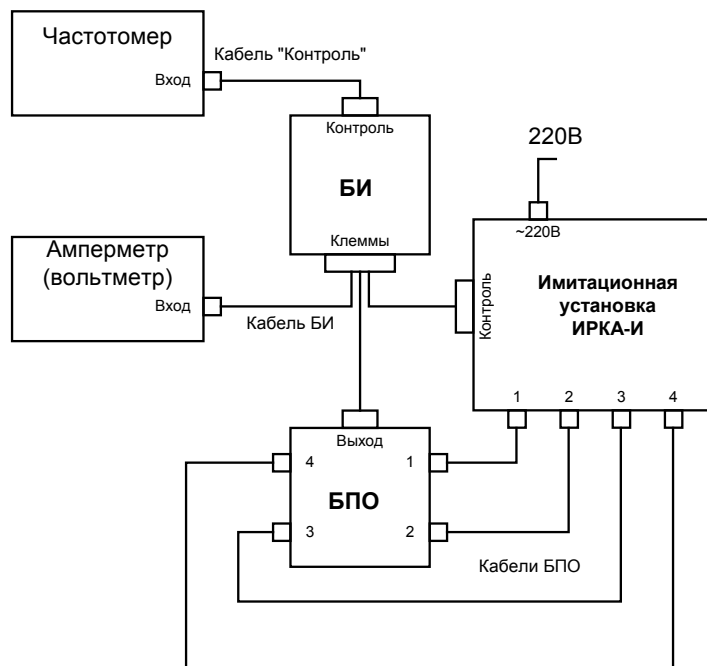 Частотомер
Вход
Кабель "Контроль"
Контроль
БИ
Клеммы
220В
~220В
Имитационная
установка
ИРКА-И
Контроль
1
2
3
4
Амперметр
(вольтметр)
Вход
Кабель БИ
Выход
4
1
БПО
3
2
Кабели БПО